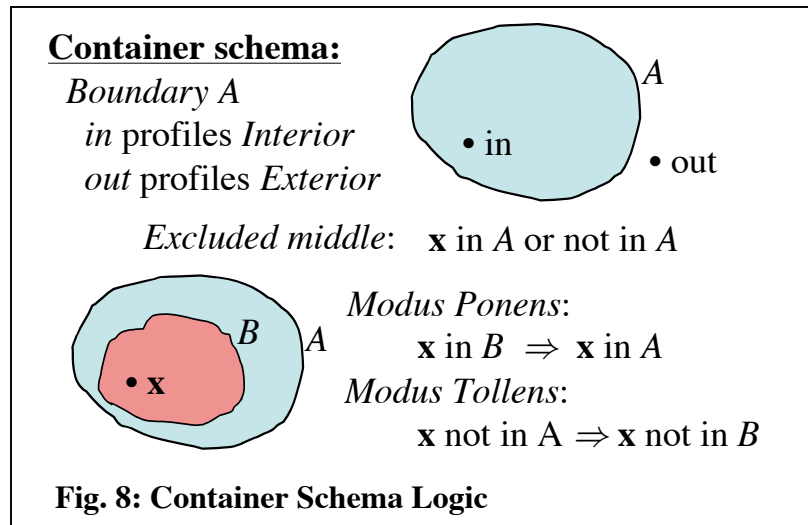 Container schema:
Boundary A
in profiles Interior
out profiles Exterior
A
• in
• out
Excluded middle: x in A or not in A
B
A
• x
Modus Ponens:
x in B ⇒ x in A
Modus Tollens:
x not in A ⇒ x not in B
Fig. 8: Container Schema Logic